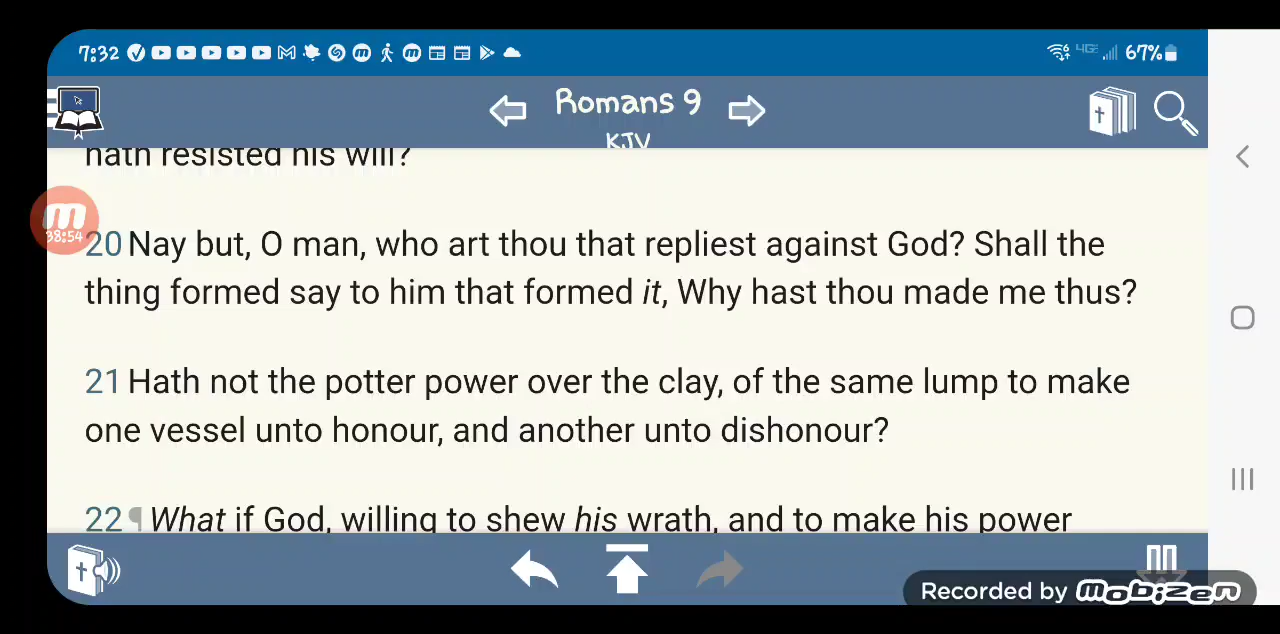 7:32
4GE 67%
Romans 9
KJV
hath resisted his will?
38:54
20 Nay but, O man, who art thou that repliest against God? Shall the
thing formed say to him that formed it, Why hast thou made me thus?
21 Hath not the potter power over the clay, of the same lump to make
one vessel unto honour, and another unto dishonour?
22 ¶ What if God, willing to shew his wrath, and to make his power
Recorded by Mobizen